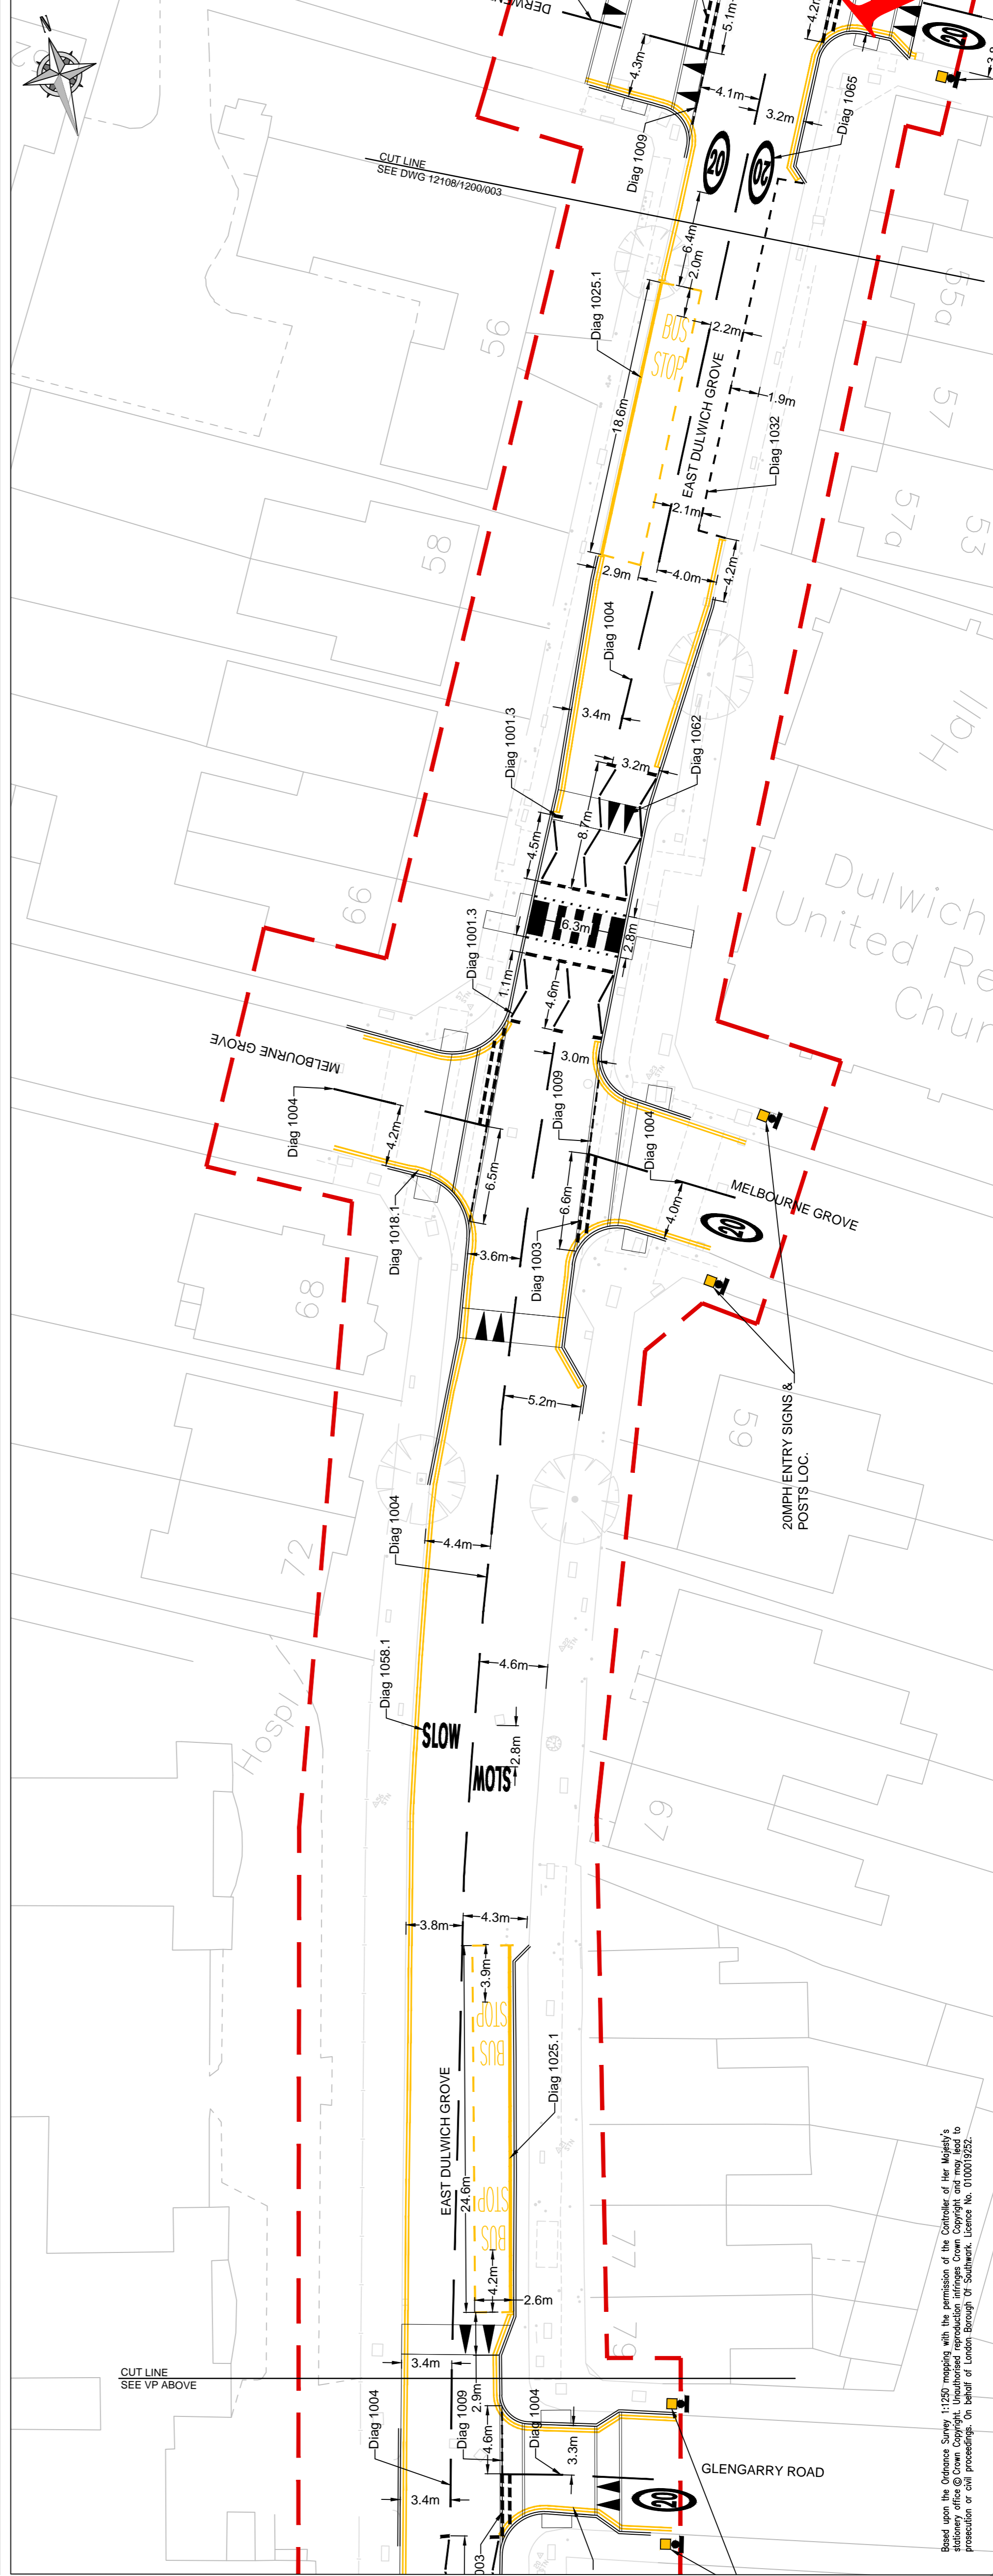 N
DERWEN
5.1m
4.2m
20
4.3m
4.1m
3.2m
Diag 1065
Diag 1009
20
20
CUT LINE
SEE DWG 12108/1200/003
6.4m
2.0m
Diag 1025.1
BUS
STOP
2.2m
EAST DULWICH GROVE
18.6m
1.9m
Diag 1032
2.1m
55a
57
57a
53
56
58
2.9m
4.0m
4.2m
Diag 1004
3.4m
Diag 1001.3
3.2m
Diag 1062
8.7m
4.5m
Hall
Dulwich
United Re
Chur
66
6.3m
2.8m
Diag 1001.3
1.1m
4.6m
MELBOURNE GROVE
3.0m
Diag 1009
Diag 1004
4.2m
6.5m
Diag 1004
6.6m
MELBOURNE GROVE
4.0m
20
Diag 1018.1
3.6m
Diag 1003
68
5.2m
20MPH ENTRY SIGNS &
POSTS LOC.
59
72
Diag 1004
4.4m
Diag 1058.1
4.6m
SLOW
SLOW
2.8m
Hospl
67
3.8m
4.3m
3.9m
BUS
STOP
Diag 1025.1
EAST DULWICH GROVE
24.6m
BUS
STOP
4.2m
2.6m
77
79
CUT LINE
SEE VP ABOVE
3.4m
2.9m
Diag 1004
Diag 1009
4.6m
Diag 1004
3.3m
3.4m
GLENGARRY ROAD
20
003
Based upon the Ordnance Survey 1:1250 mapping with the permission of the Controller of Her Majesty's
stationery office © Crown Copyright. Unauthorised reproduction infringes Crown Copyright and may lead to
prosecution or civil proceedings. On behalf of London Borough Of Southwark. Licence No. 0100019252.